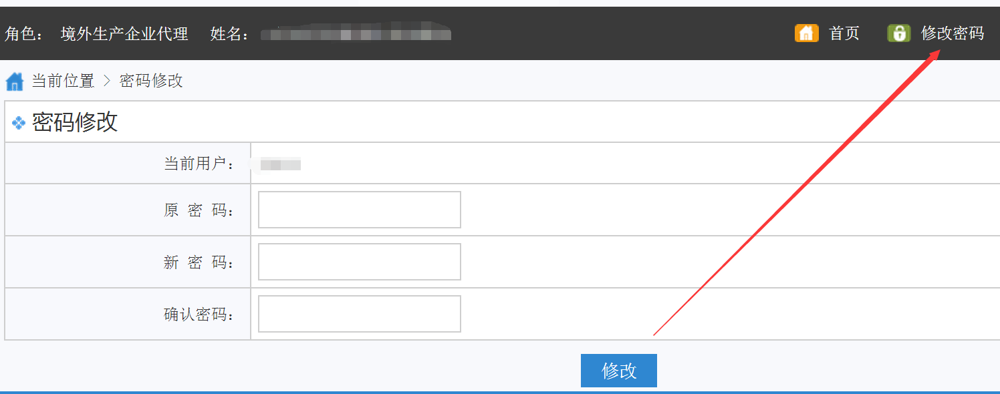 角色： 境外生产企业代理 姓名： 首页 修改密码
当前位置 > 密码修改
密码修改
当前用户：
原 密 码：
新 密 码：
确认密码：
修改